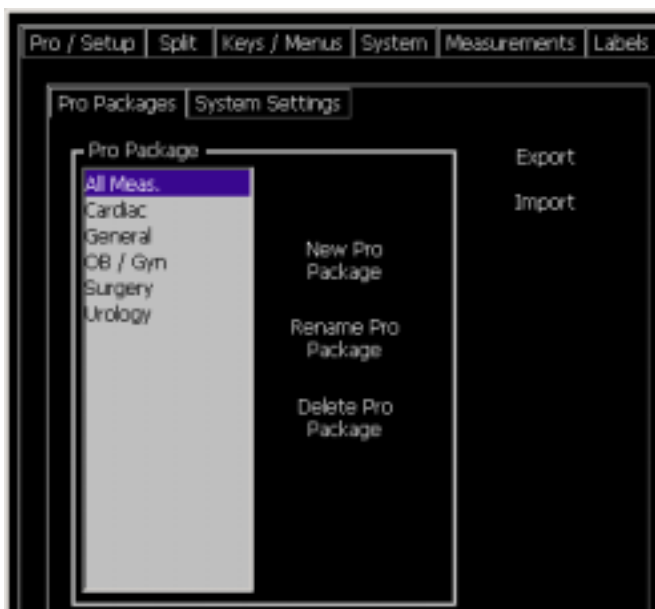 Pro / Setup Split Keys / Menus System Measurements Labels
Pro Packages System Settings
Pro Package
All Meas.
Cardiac
General
OB / Gyn
Surgery
Urology
New Pro
Package
Rename Pro
Package
Delete Pro
Package
Export
Import